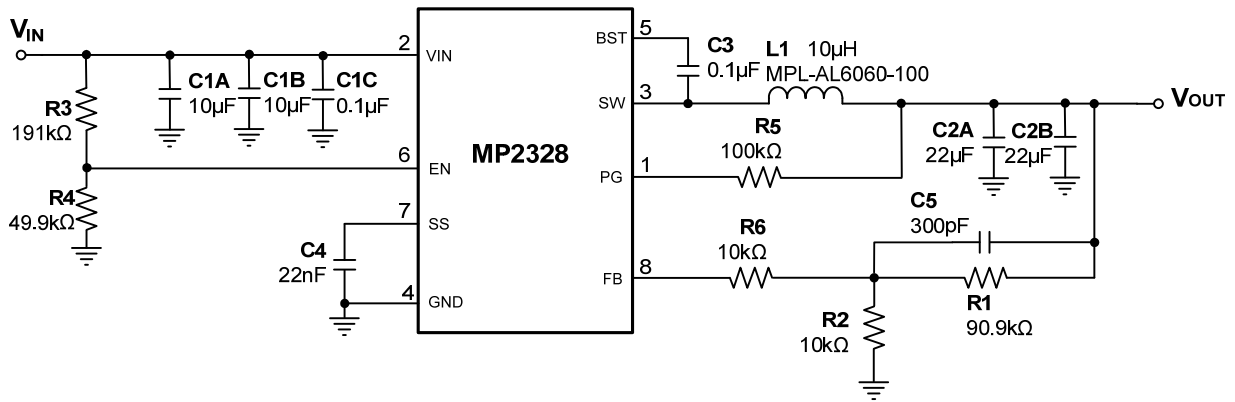 VIN
R3
191kΩ
R4
49.9kΩ
C1A
10µF
C1B
10µF
C1C
0.1µF
2
VIN
6
EN
7
SS
C4
22nF
4
GND
MP2328
BST
5
C3
0.1µF
SW
3
L1 10µH
MPL-AL6060-100
PG
1
R5
100kΩ
FB
8
R6
10kΩ
R2
10kΩ
C5
300pF
R1
90.9kΩ
C2A
22µF
C2B
22µF
VOUT